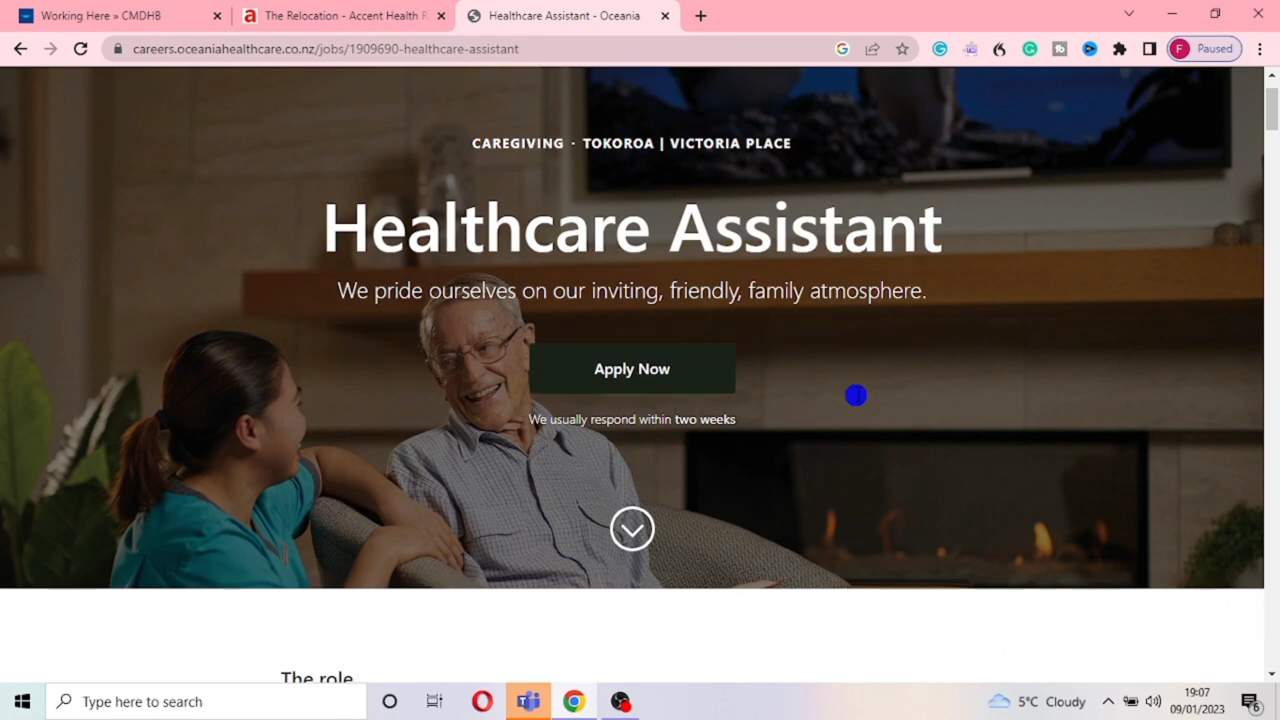 Working Here » CMDHB
The Relocation - Accent Health R
Healthcare Assistant - Oceania
careers.oceaniahealthcare.co.nz/jobs/1909690-healthcare-assistant
F Paused
CAREGIVING · TOKOROA | VICTORIA PLACE
Healthcare Assistant
We pride ourselves on our inviting, friendly, family atmosphere.
Apply Now
We usually respond within two weeks
The role
Type here to search
5°C Cloudy
19:07
09/01/2023
6